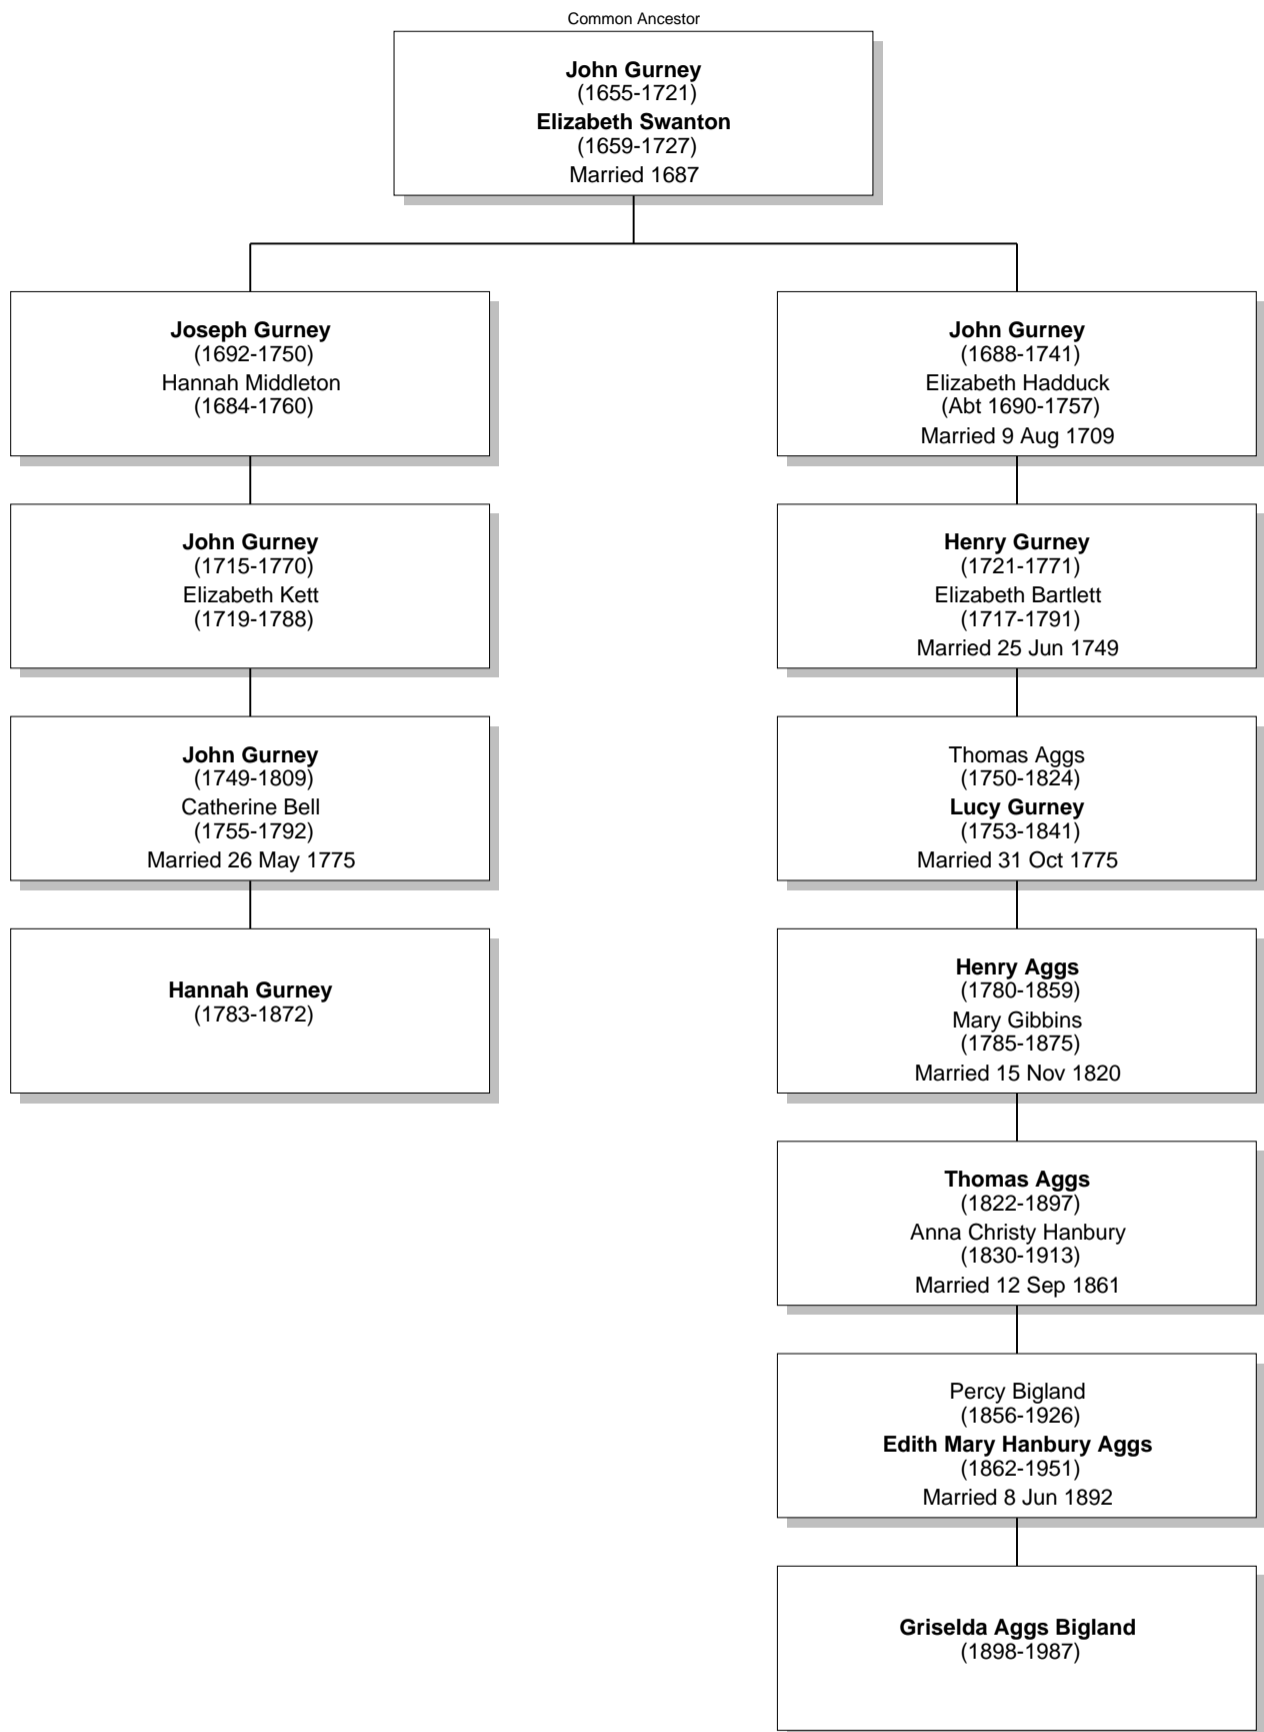 Common Ancestor
John Gurney
(1655-1721)
Elizabeth Swanton
(1659-1727)
Married 1687
Joseph Gurney
(1692-1750)
Hannah Middleton
(1684-1760)
John Gurney
(1688-1741)
Elizabeth Hadduck
(Abt 1690-1757)
Married 9 Aug 1709
John Gurney
(1715-1770)
Elizabeth Kett
(1719-1788)
Henry Gurney
(1721-1771)
Elizabeth Bartlett
(1717-1791)
Married 25 Jun 1749
John Gurney
(1749-1809)
Catherine Bell
(1755-1792)
Married 26 May 1775
Thomas Aggs
(1750-1824)
Lucy Gurney
(1753-1841)
Married 31 Oct 1775
Hannah Gurney
(1783-1872)
Henry Aggs
(1780-1859)
Mary Gibbins
(1785-1875)
Married 15 Nov 1820
Thomas Aggs
(1822-1897)
Anna Christy Hanbury
(1830-1913)
Married 12 Sep 1861
Percy Bigland
(1856-1926)
Edith Mary Hanbury Aggs
(1862-1951)
Married 8 Jun 1892
Griselda Aggs Bigland
(1898-1987)